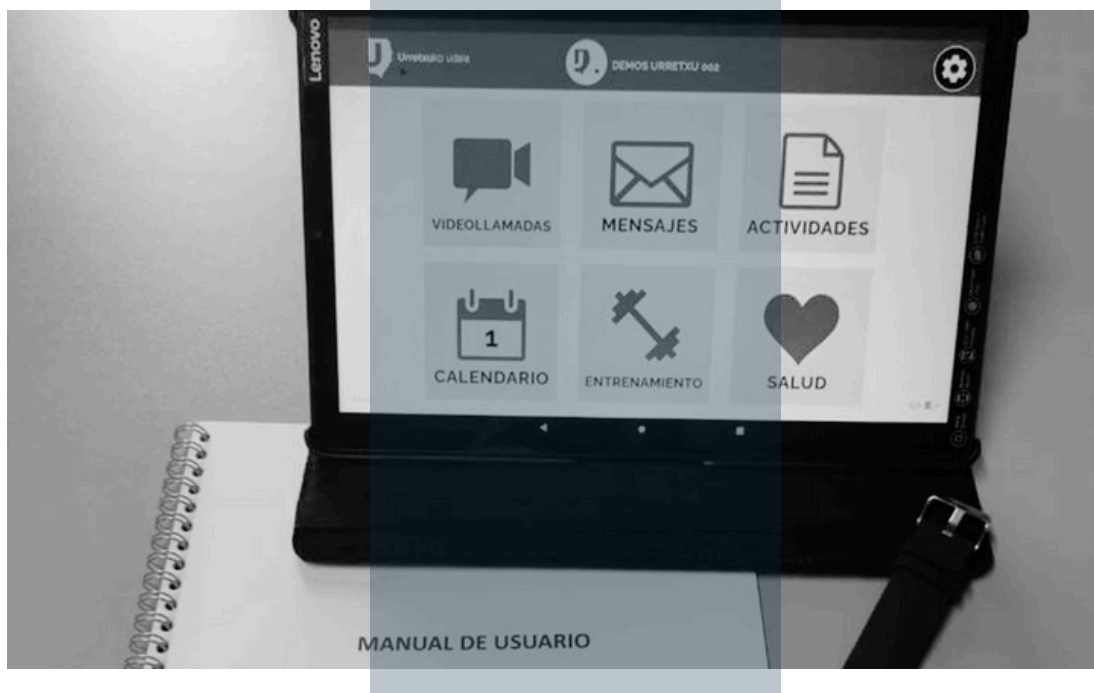 Lenovo
Urretxuko udala
DEMOS URRETXU 002
VIDEOLLAMADAS
MENSAJES
ACTIVIDADES
1
CALENDARIO
ENTRENAMIENTO
SALUD
MANUAL DE USUARIO